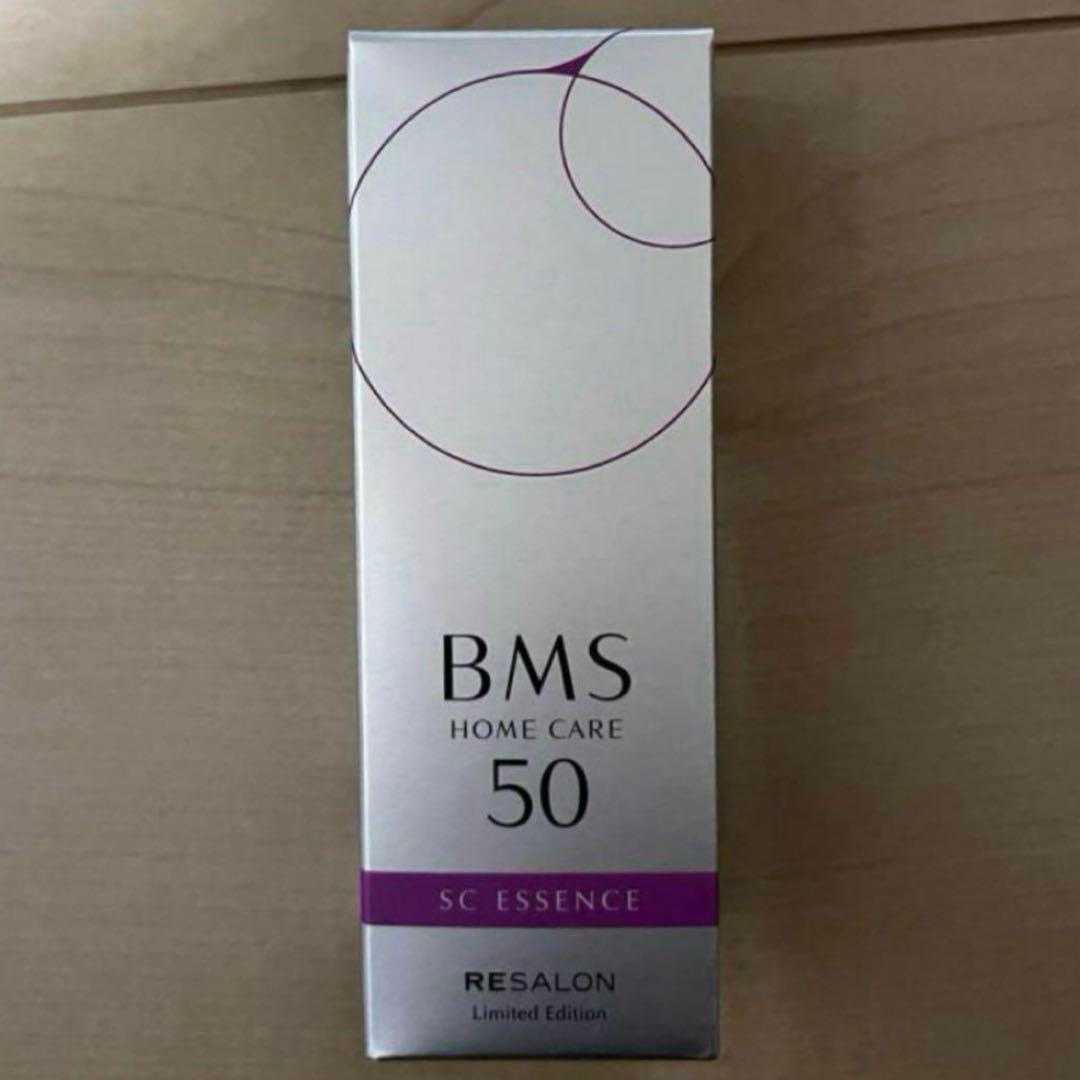 BMS
HOME CARE
50
SC ESSENCE
RESALON
Limited Edition